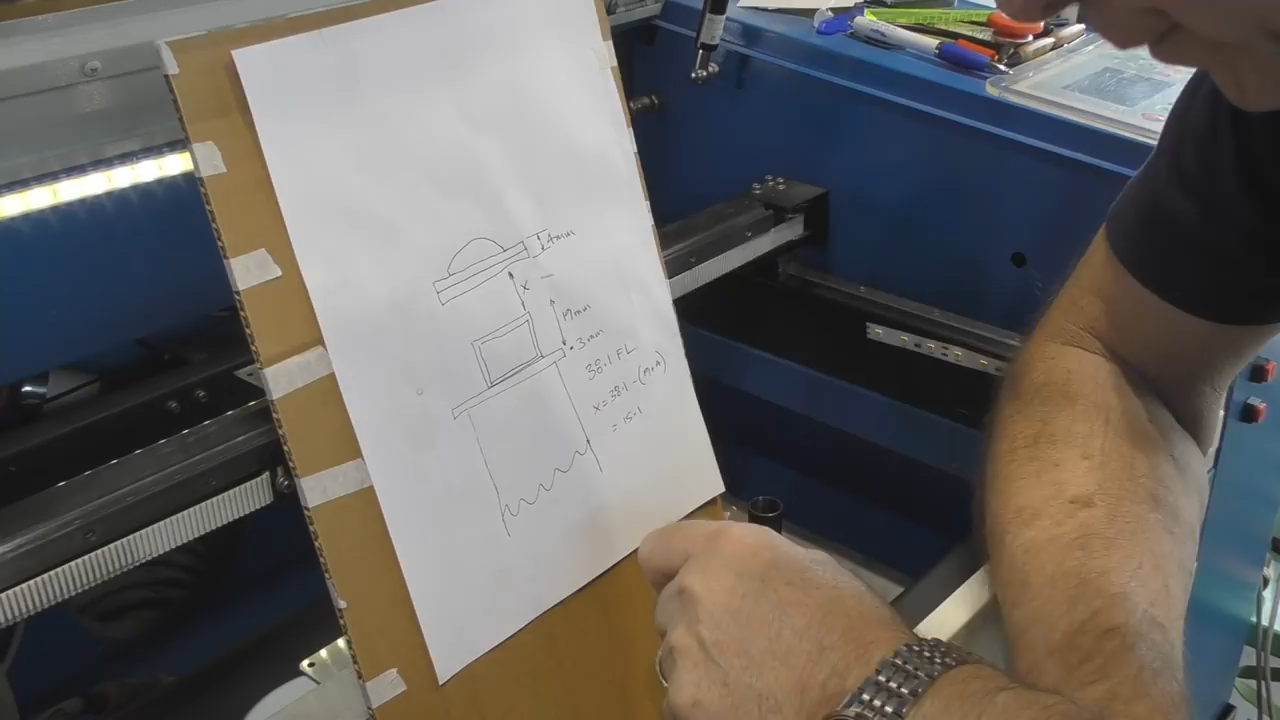 4mm
x
19mm
.3mm
38.1 FL.
x = 38.1 - (19+4)
= 15.1